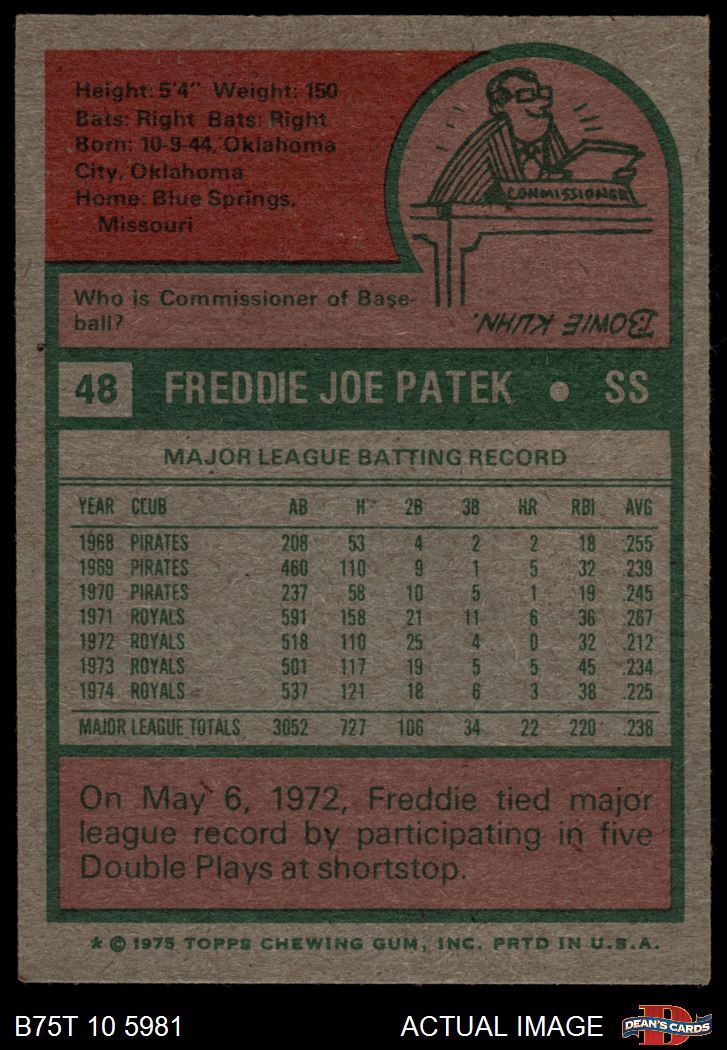 Height: 5'4" Weight: 150
Bats: Right Bats: Right
Born: 10-9-44, Oklahoma
City, Oklahoma
Home: Blue Springs,
Missouri
COMMISSIONER
Who is Commissioner of Base-
ball?
BOWIE KUHN.
48 FREDDIE JOE PATEK ● SS
MAJOR LEAGUE BATTING RECORD
YEAR CLUB AB H 2B 3B HR RBI AVG
1968 PIRATES 208 53 4 2 2 18 .255
1969 PIRATES 460 110 9 1 5 32 .239
1970 PIRATES 237 58 10 5 1 19 .245
1971 ROYALS 591 158 21 11 6 36 .267
1972 ROYALS 518 110 25 4 0 32 .212
1973 ROYALS 501 117 19 5 5 45 .234
1974 ROYALS 537 121 18 6 3 38 .225
MAJOR LEAGUE TOTALS 3052 727 106 34 22 220 .238
On May 6, 1972, Freddie tied major
league record by participating in five
Double Plays at shortstop.
* © 1975 TOPPS CHEWING GUM, INC. PRTD IN U.S.A.
B75T 10 5981 ACTUAL IMAGE
D
DEAN'S CARDS